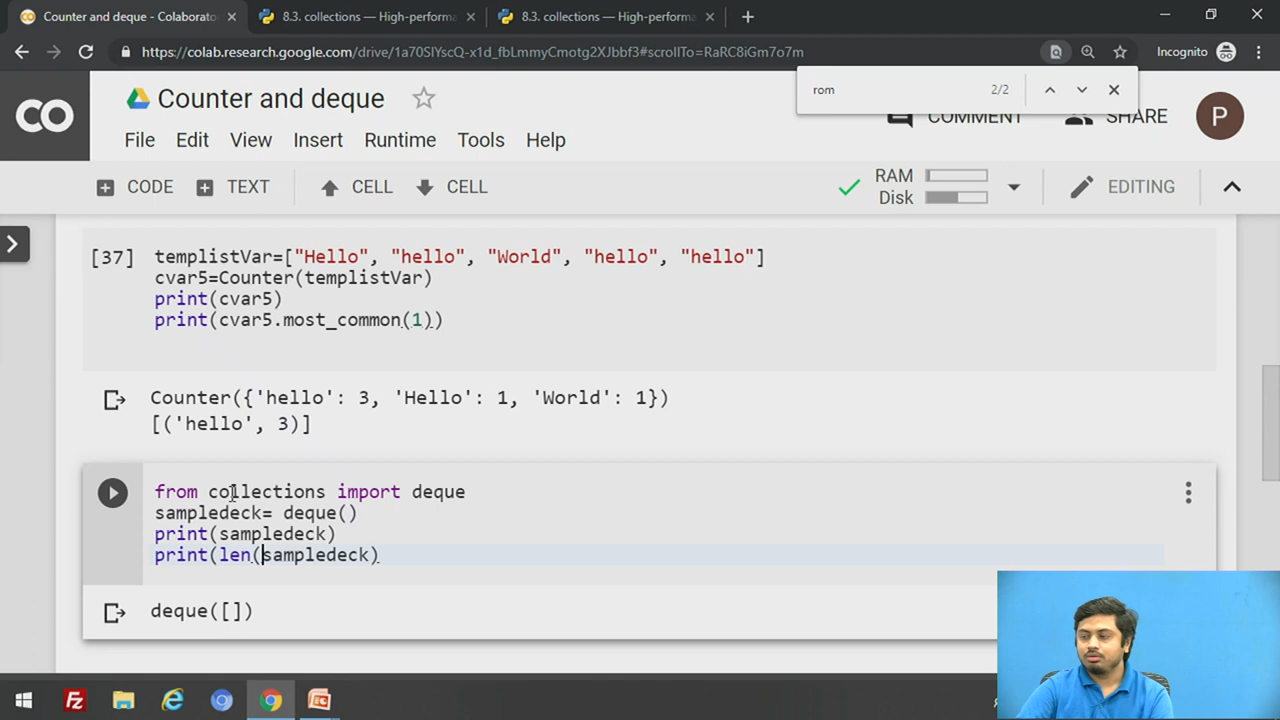 Counter and deque - Colaborato
8.3. collections — High-performa
8.3. collections — High-performa
https://colab.research.google.com/drive/1a70SlYscQ-x1d_fbLmmyCmotg2XJbbf3#scrollTo=RaRC8iGm7o7m
Incognito
rom
2/2
CO
Counter and deque
COMMENT
SHARE
P
File Edit View Insert Runtime Tools Help
CODE TEXT CELL CELL
RAM
Disk
EDITING
[37] templistVar=["Hello", "hello", "World", "hello", "hello"]
cvar5=Counter(templistVar)
print(cvar5)
print(cvar5.most_common(1))
Counter({'hello': 3, 'Hello': 1, 'World': 1})
[('hello', 3)]
from collections import deque
sampledeck= deque()
print(sampledeck)
print(len(sampledeck)
deque([])